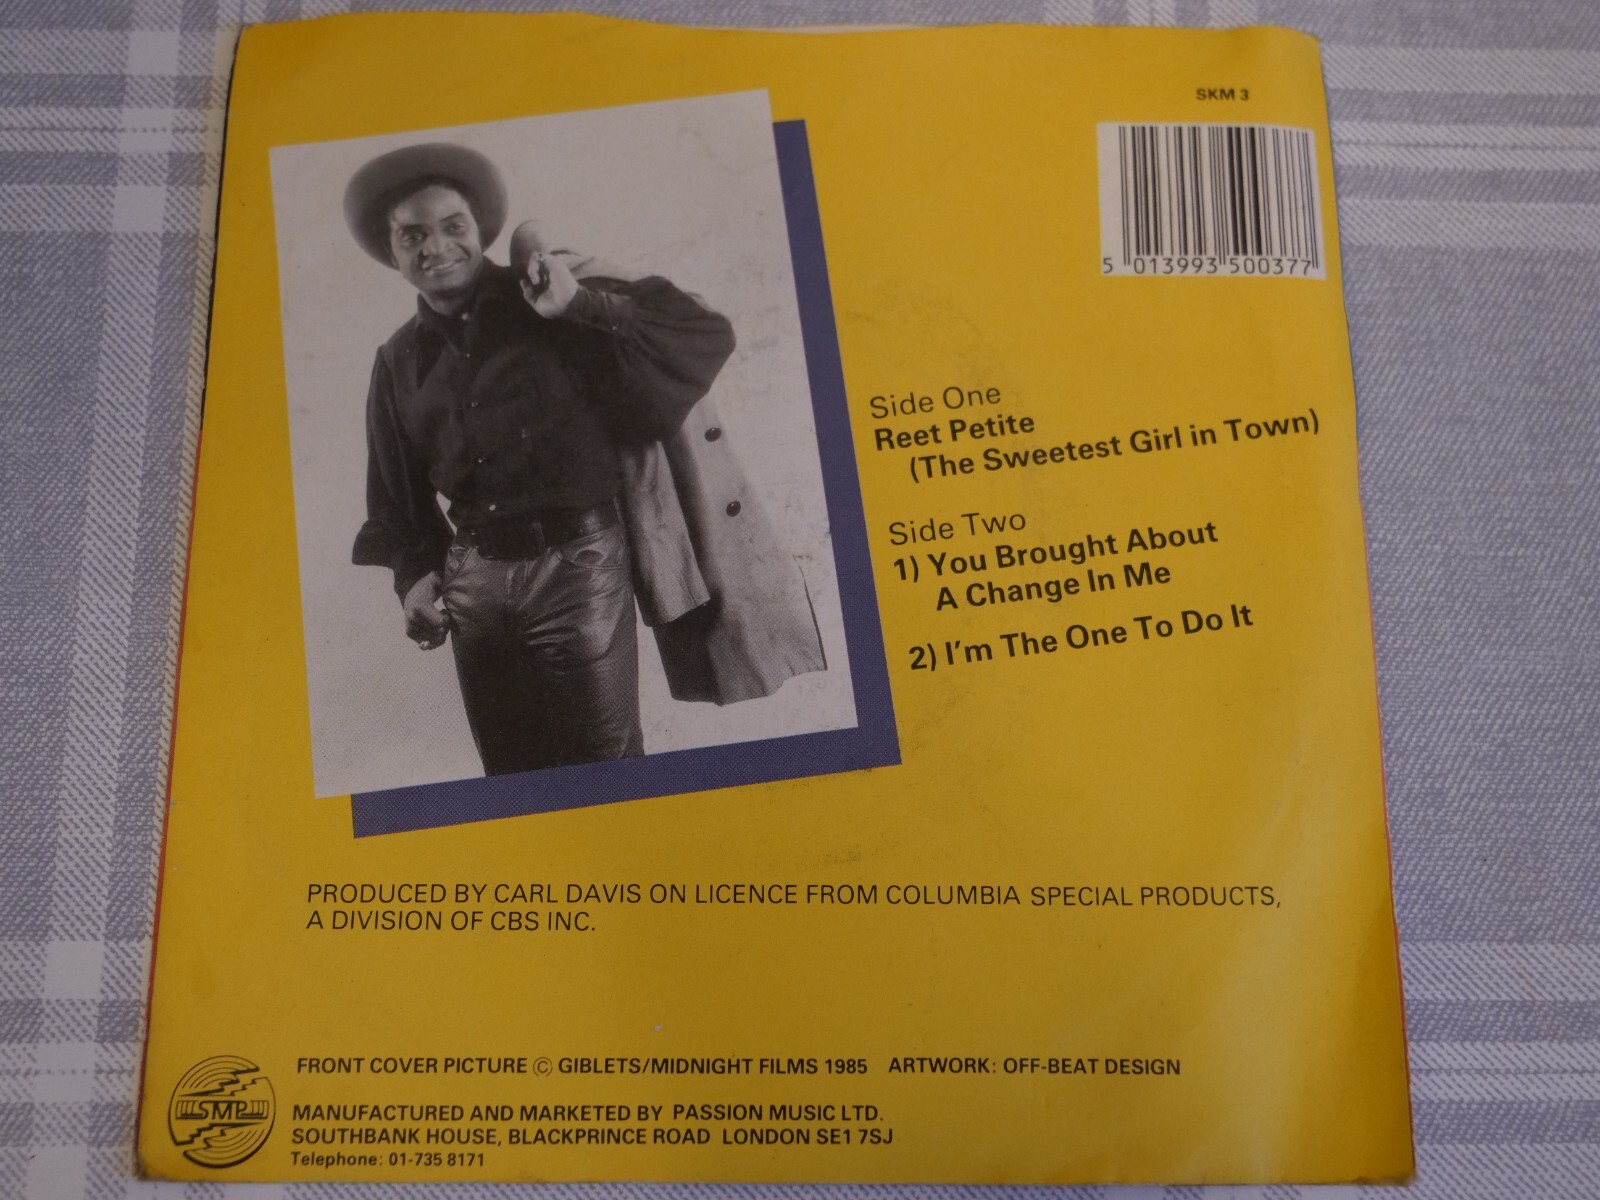 SKM 3
5 013993 500377
Side One
Reet Petite
(The Sweetest Girl in Town)
Side Two
1) You Brought About
A Change In Me
2) I'm The One To Do It
PRODUCED BY CARL DAVIS ON LICENCE FROM COLUMBIA SPECIAL PRODUCTS,
A DIVISION OF CBS INC.
FRONT COVER PICTURE © GIBLETS/MIDNIGHT FILMS 1985 ARTWORK: OFF-BEAT DESIGN
SMP
MANUFACTURED AND MARKETED BY PASSION MUSIC LTD.
SOUTHBANK HOUSE, BLACKPRINCE ROAD LONDON SE1 7SJ
Telephone: 01-735 8171